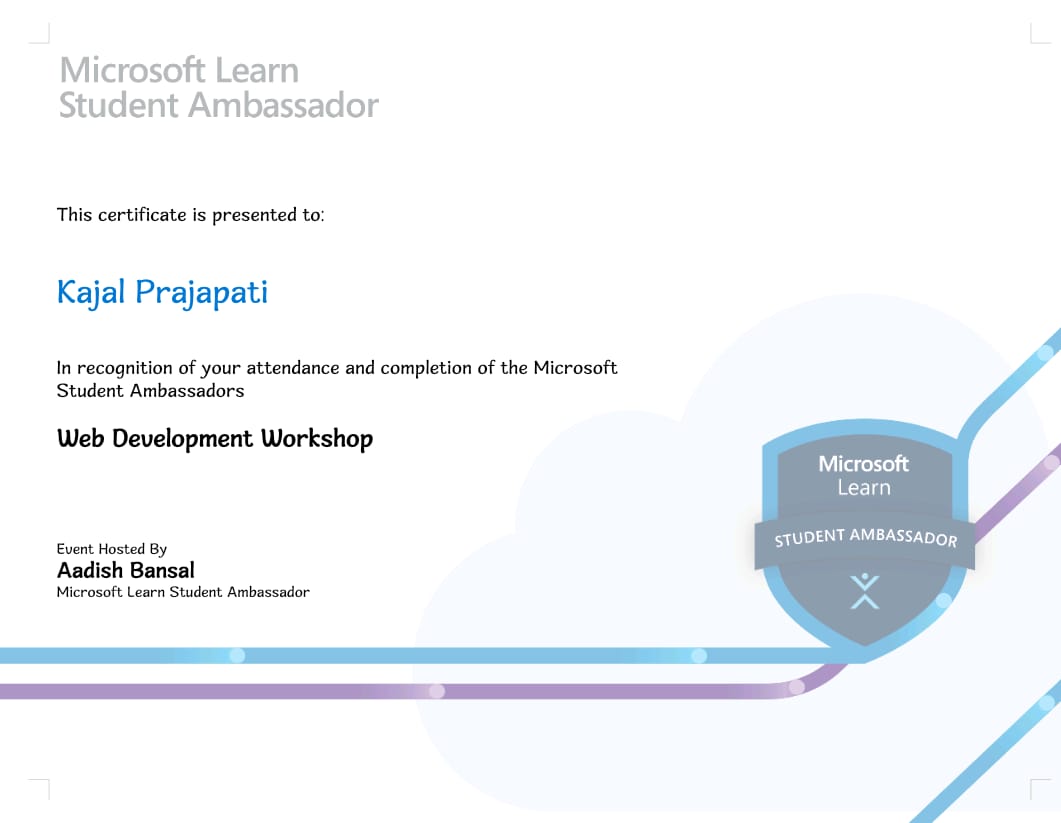 Microsoft Learn
Student Ambassador
This certificate is presented to:
Kajal Prajapati
In recognition of your attendance and completion of the Microsoft
Student Ambassadors
Web Development Workshop
Event Hosted By
Aadish Bansal
Microsoft Learn Student Ambassador
Microsoft
Learn
STUDENT AMBASSADOR